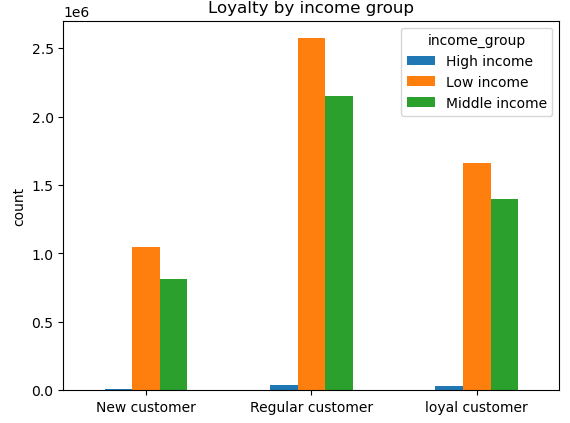 Loyalty by income group
1e6
2.5
2.0
1.5
1.0
0.5
0.0
count
income_group
High income
Low income
Middle income
New customer
Regular customer
loyal customer